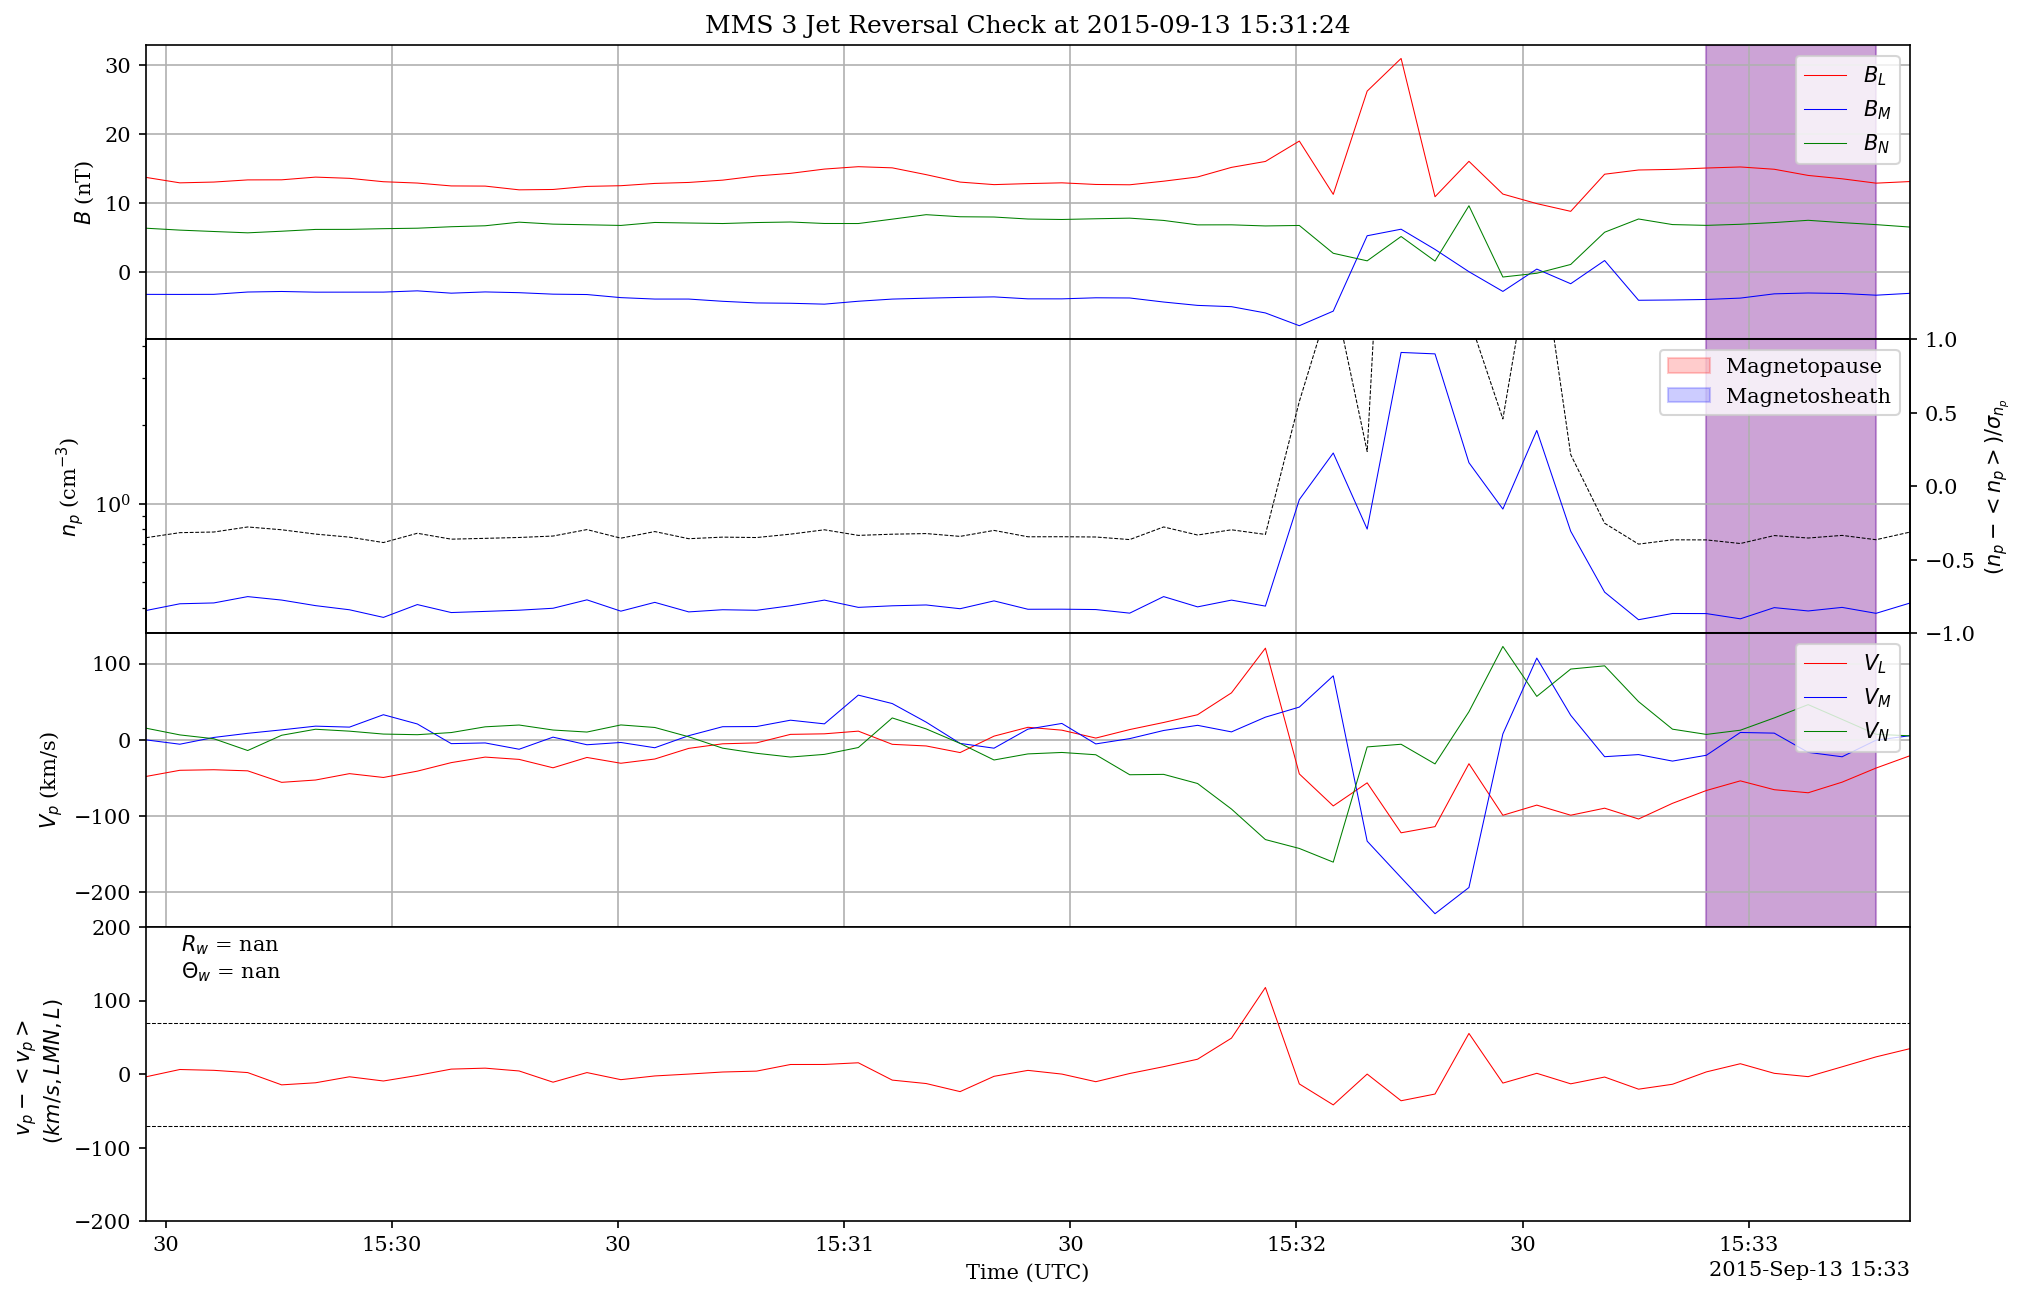 MMS 3 Jet Reversal Check at 2015-09-13 15:31:24
30
20
10
0
B (nT)
B_L
B_M
B_N
10^0
n_p (cm^{−3})
Magnetopause
Magnetosheath
1.0
0.5
0.0
−0.5
−1.0
(n_p − < n_p >)/σ_{n_p}
100
0
−100
−200
V_p (km/s)
V_L
V_M
V_N
200
100
0
−100
−200
v_p − < v_p >
(km/s, LMN, L)
R_w = nan
Θ_w = nan
30
15:30
30
15:31
30
15:32
30
15:33
Time (UTC)
2015-Sep-13 15:33